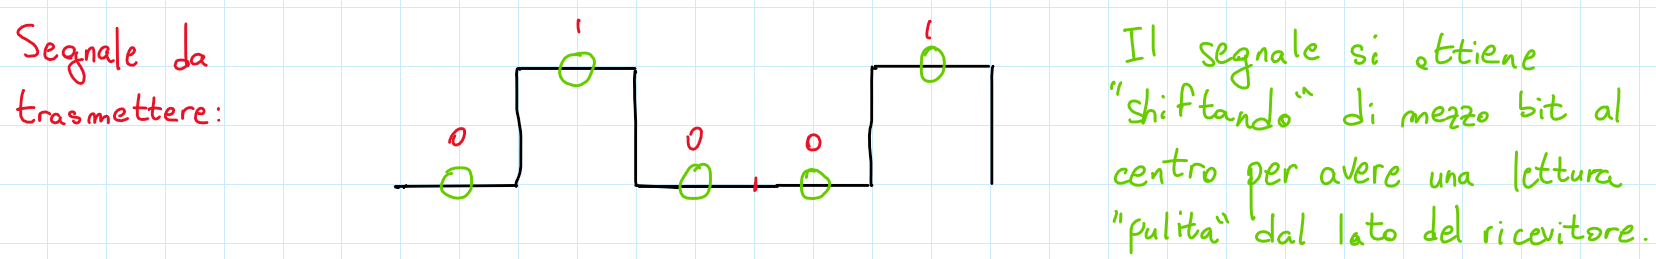 Segnale da
trasmettere:
0 1 0 0 1
Il segnale si ottiene
"shiftando" di mezzo bit al
centro per avere una lettura
"pulita" dal lato del ricevitore.